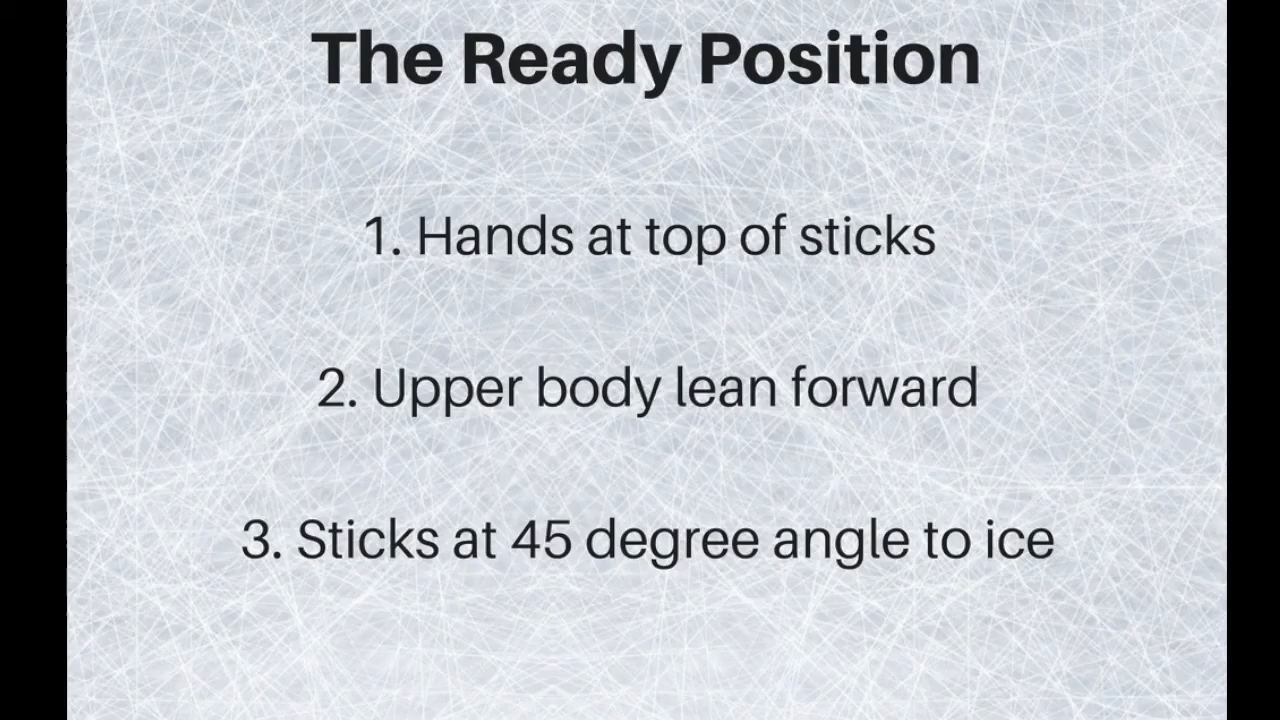 The Ready Position
1. Hands at top of sticks
2. Upper body lean forward
3. Sticks at 45 degree angle to ice